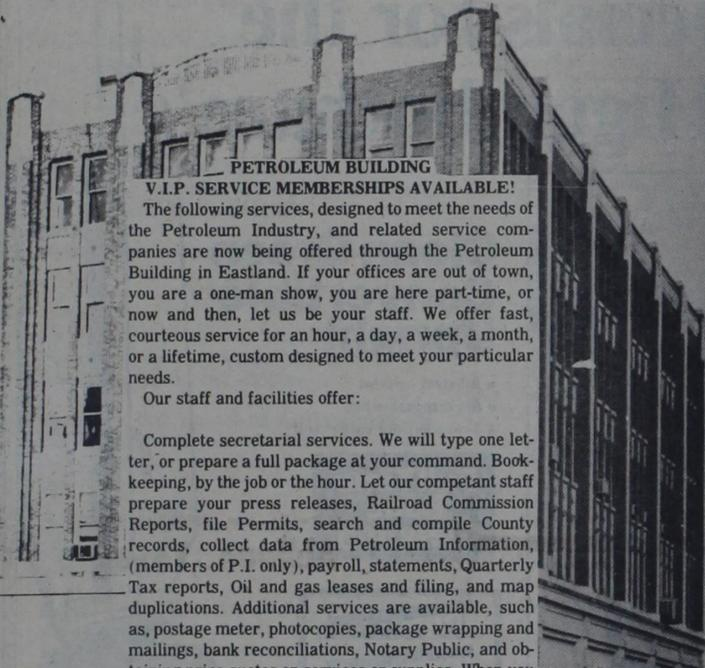 PETROLEUM BUILDING
V.I.P. SERVICE MEMBERSHIPS AVAILABLE!
The following services, designed to meet the needs of
the Petroleum Industry, and related service com-
panies are now being offered through the Petroleum
Building in Eastland. If your offices are out of town,
you are a one-man show, you are here part-time, or
now and then, let us be your staff. We offer fast,
courteous service for an hour, a day, a week, a month,
or a lifetime, custom designed to meet your particular
needs.
Our staff and facilities offer:
Complete secretarial services. We will type one let-
ter, or prepare a full package at your command. Book-
keeping, by the job or the hour. Let our competant staff
prepare your press releases, Railroad Commission
Reports, file Permits, search and compile County
records, collect data from Petroleum Information,
(members of P.I. only), payroll, statements, Quarterly
Tax reports, Oil and gas leases and filing, and map
duplications. Additional services are available, such
as, postage meter, photocopies, package wrapping and
mailings, bank reconciliations, Notary Public, and ob-